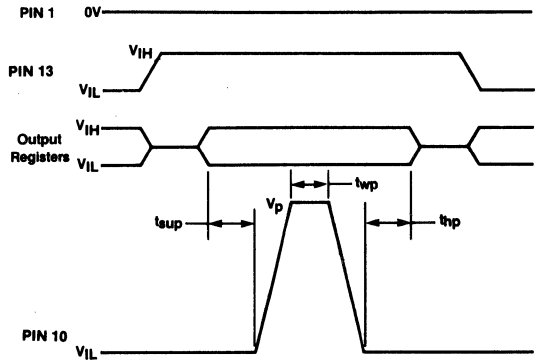 PIN 1 0V
PIN 13 VIH
VIL
Output Registers VIH
VIL
tsup Vp twp thp
PIN 10 VIL